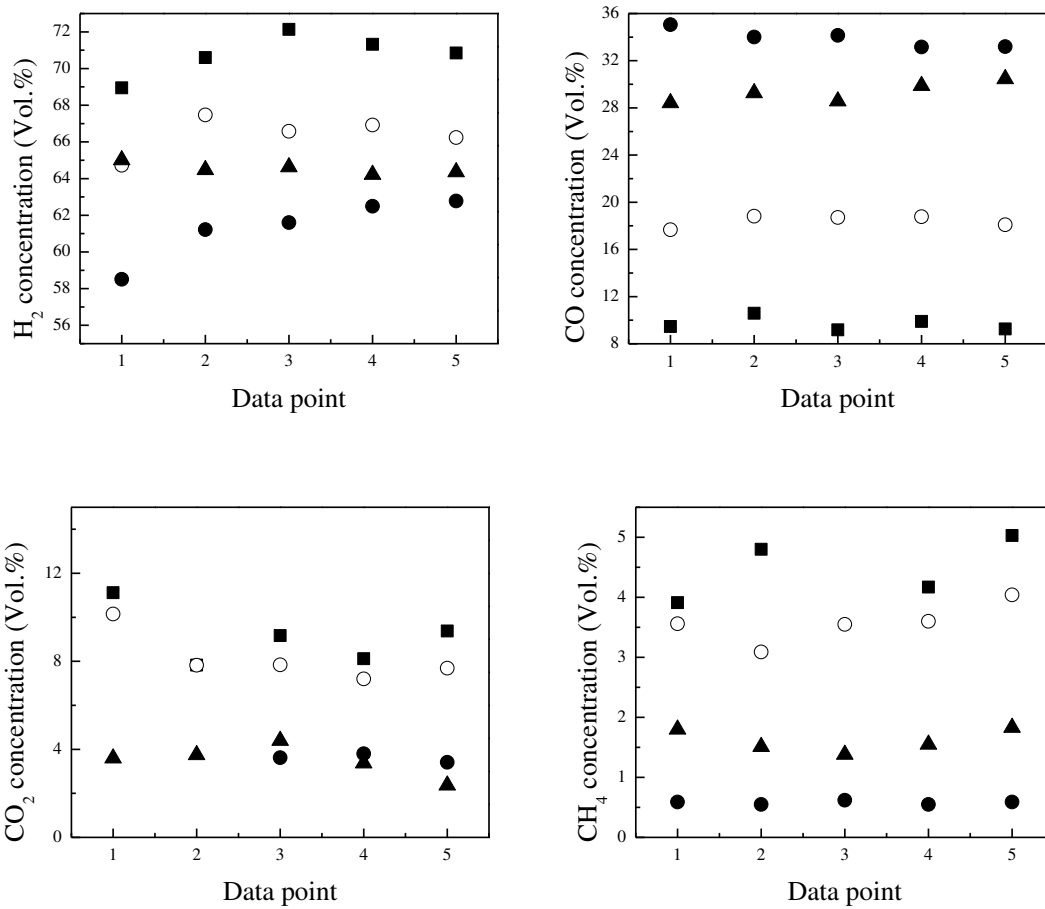 H2 concentration (Vol.%)
72
70
68
66
64
62
60
58
56
1 2 3 4 5
Data point
CO concentration (Vol.%)
36
32
28
24
20
16
12
8
1 2 3 4 5
Data point
CO2 concentration (Vol.%)
12
8
4
0
1 2 3 4 5
Data point
CH4 concentration (Vol.%)
5
4
3
2
1
0
1 2 3 4 5
Data point